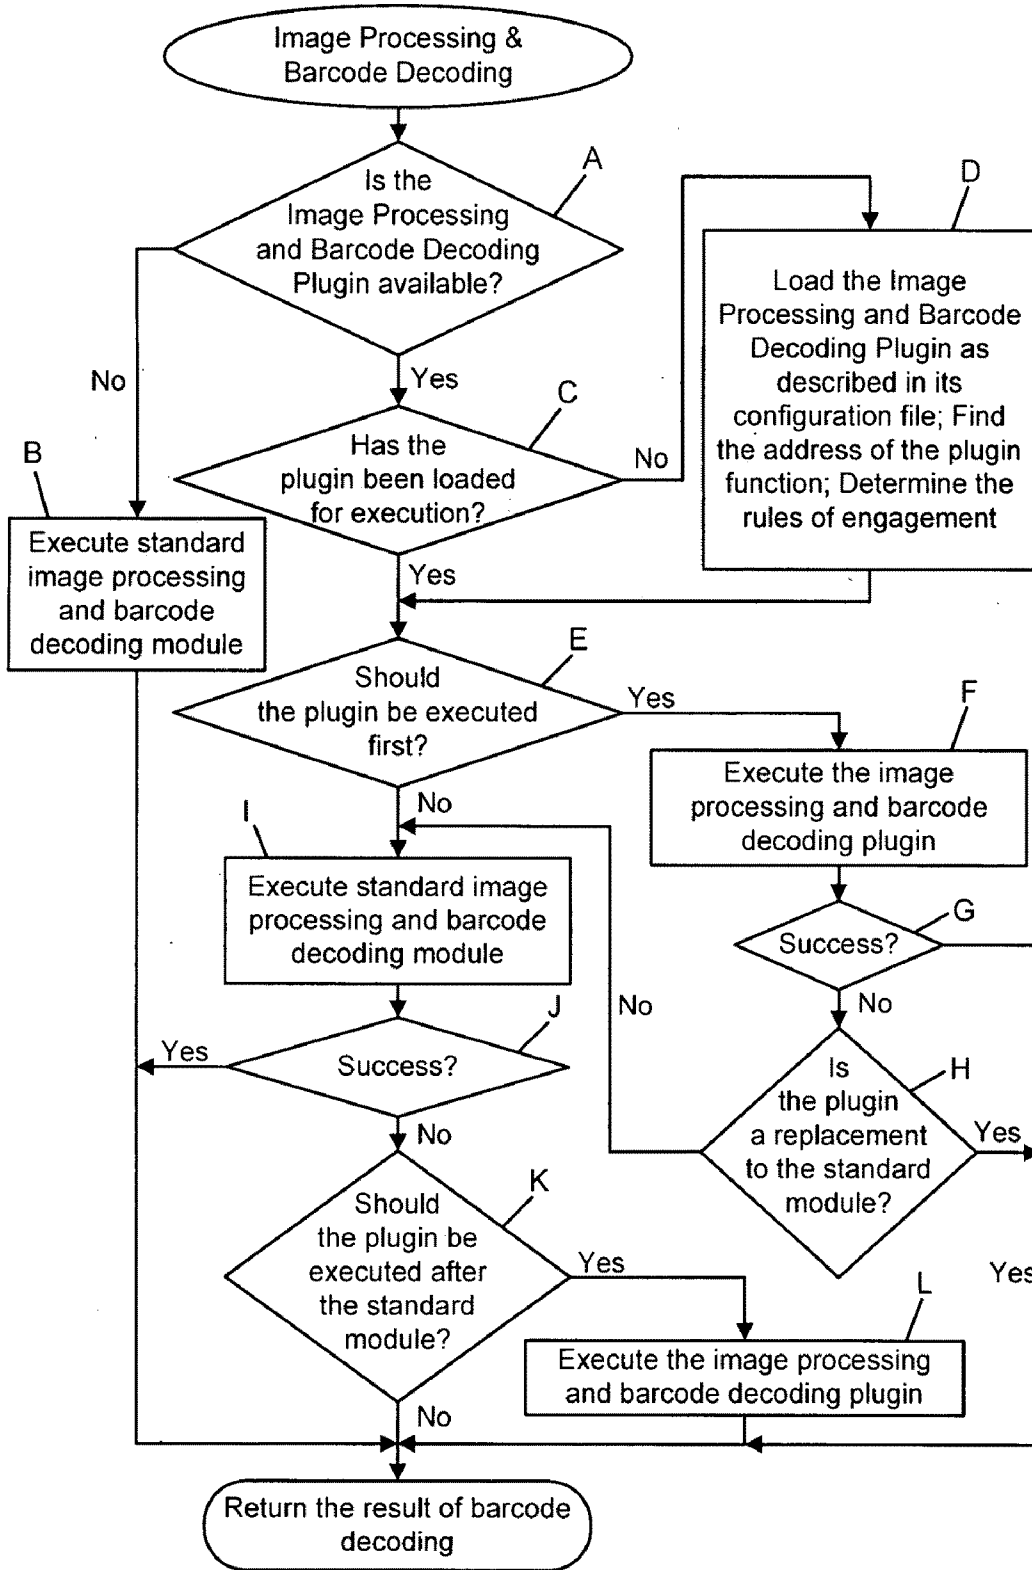 Image Processing &
Barcode Decoding
A
Is the
Image Processing
and Barcode Decoding
Plugin available?
No
Yes
D
Load the Image
Processing and Barcode
Decoding Plugin as
described in its
configuration file; Find
the address of the plugin
function; Determine the
rules of engagement
C
Has the
plugin been loaded
for execution?
No
Yes
B
Execute standard
image processing
and barcode
decoding module
E
Should
the plugin be executed
first?
Yes
No
F
Execute the image
processing and barcode
decoding plugin
I
Execute standard image
processing and barcode
decoding module
G
Success?
No
No
J
Success?
Yes
No
H
Is
the plugin
a replacement
to the standard
module?
Yes
K
Should
the plugin be
executed after
the standard
module?
Yes
No
Yes
L
Execute the image processing
and barcode decoding plugin
Return the result of barcode
decoding